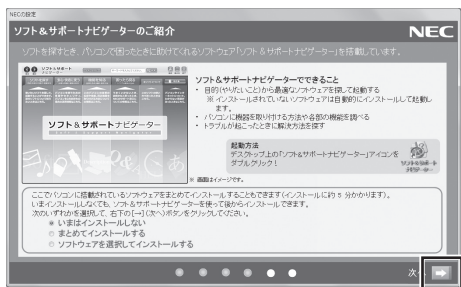 NECの設定
ソフト&サポートナビゲーターのご紹介
NEC
ソフトを探すとき、パソコンで困ったときに助けてくれるソフトウェア「ソフト&サポートナビゲーター」を搭載しています。
ソフト&サポートナビゲーター
ソフト&サポートナビゲーターでできること
・ 目的(やりたいこと)から最適なソフトウェアを探して起動する
※ インストールされていないソフトウェアは自動的にインストールして起動し
ます。
・ パソコンに機器を取り付ける方法や各部の機能を調べる
・ トラブルが起こったときに解決方法を探す
起動方法
デスクトップ上の「ソフト&サポートナビゲーター」アイコンを
ダブルクリック!
ソフト&サポート
ナビゲーター
※ 画面はイメージです。
ここでパソコンに搭載されているソフトウェアをまとめてインストールすることもできます(インストールに約 5 分かかります)。
いまインストールしなくても、ソフト&サポートナビゲーターを使って後からインストールできます。
次のいずれかを選択して、右下の[→](次へ)ボタンをクリックしてください。
いまはインストールしない
まとめてインストールする
ソフトウェアを選択してインストールする
次へ